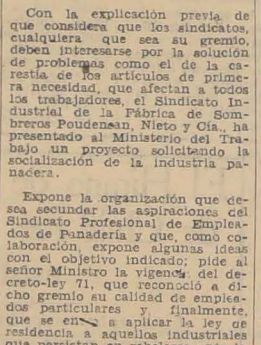 Con la explicación previa de
que considera que los sindicatos,
cualquiera que sea su gremio,
deben interesarse por la solución
de problemas como el de la ca-
restía de los artículos de prime-
ra necesidad, que afectan a todos
los trabajadores, el Sindicato In-
dustrial de la Fábrica de Som-
breros Poudensan, Nieto y Cía., ha
presentado al Ministerio del Tra-
bajo un proyecto solicitando la
socialización de la industria pa-
nadera.
Expone la organización que de-
sea secundar las aspiraciones del
Sindicato Profesional de Emplea-
dos de Panadería y que, como co-
laboración, expone algunas ideas
con el objetivo indicado; pide al
señor Ministro la vigencia del de-
creto-ley 71, que reconoció a di-
cho gremio su calidad de emplea-
dos particulares y, finalmente,
que se en a aplicar la ley de
residencia a aquellos industriales